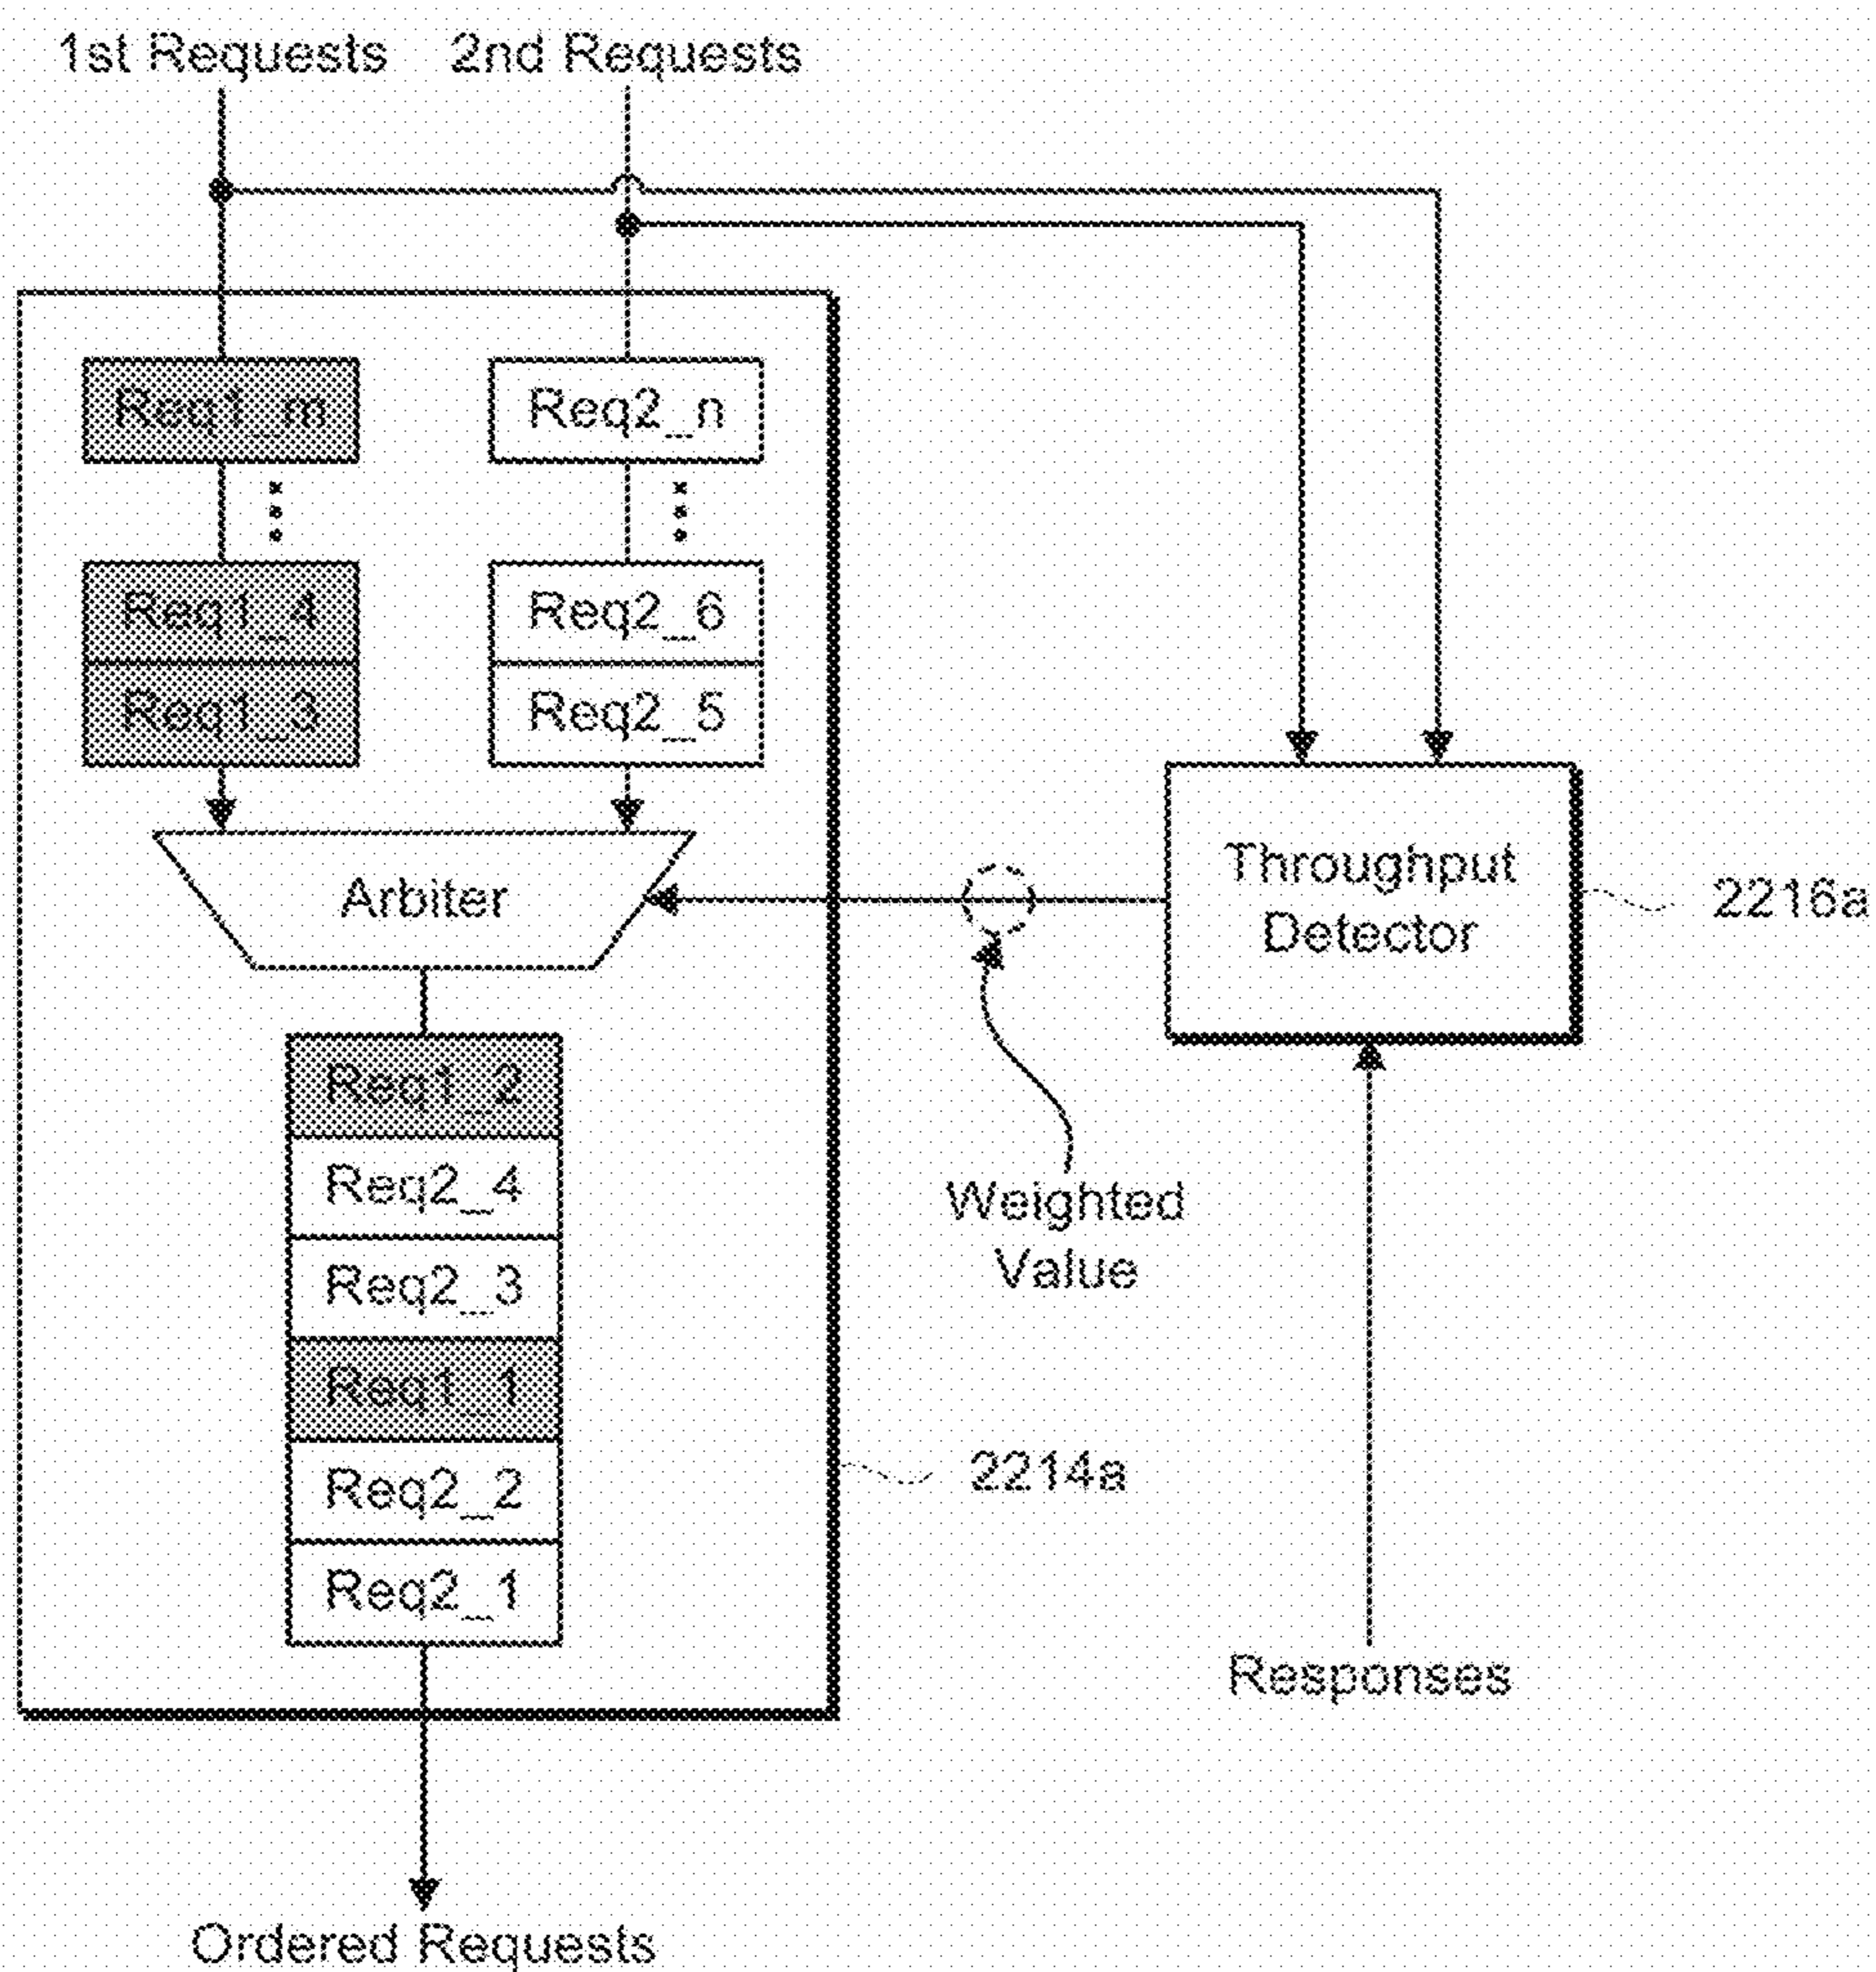 1st Requests
2nd Requests
Req1_m
Req2_n
Req1_4
Req2_6
Req1_3
Req2_5
Arbiter
Throughput
Detector
2216a
Req1_2
Req2_4
Weighted
Value
Req2_3
Req1_1
Req2_2
2214a
Req2_1
Responses
Ordered Requests